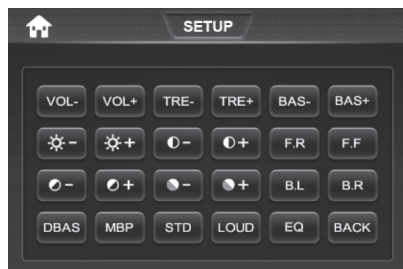 SETUP
VOL- VOL+ TRE- TRE+ BAS- BAS+
- + - + F.R F.F
- + - + B.L B.R
DBAS MBP STD LOUD EQ BACK